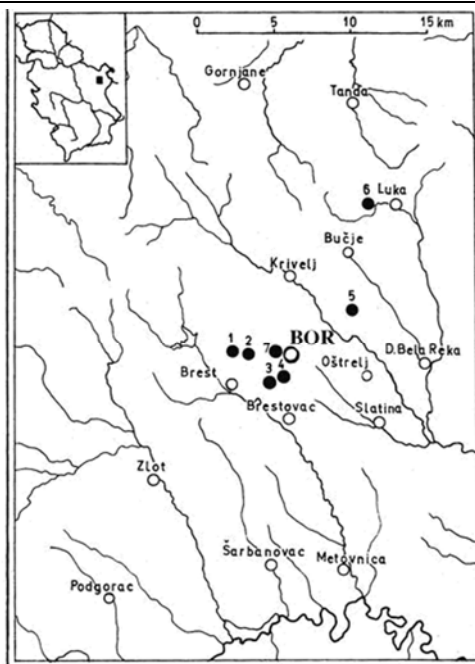 0 5 10 15 km
Gornjane
Tanda
6
Luka
Bučje
Krivelj
5
1 2 7 BOR
D.Bela Reka
Brest 3 4 Oštrelj
Brestovac
Slatina
Zlot
Šarbanovac
Metovnica
Podgorac